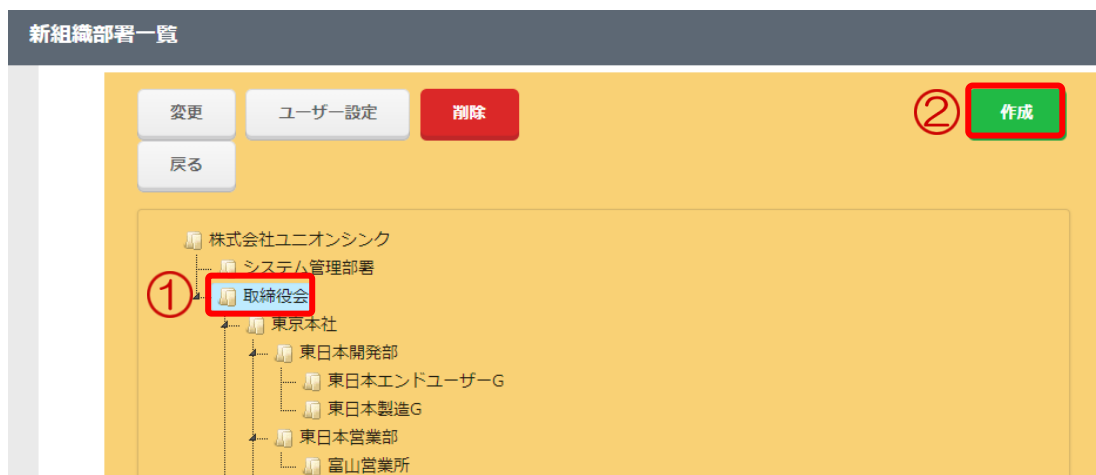 新組織部署一覧
変更 ユーザー設定 削除 ② 作成
戻る
株式会社ユニオンシンク
システム管理部署
① 取締役会
東京本社
東日本開発部
東日本エンドユーザーG
東日本製造G
東日本営業部
富山営業所